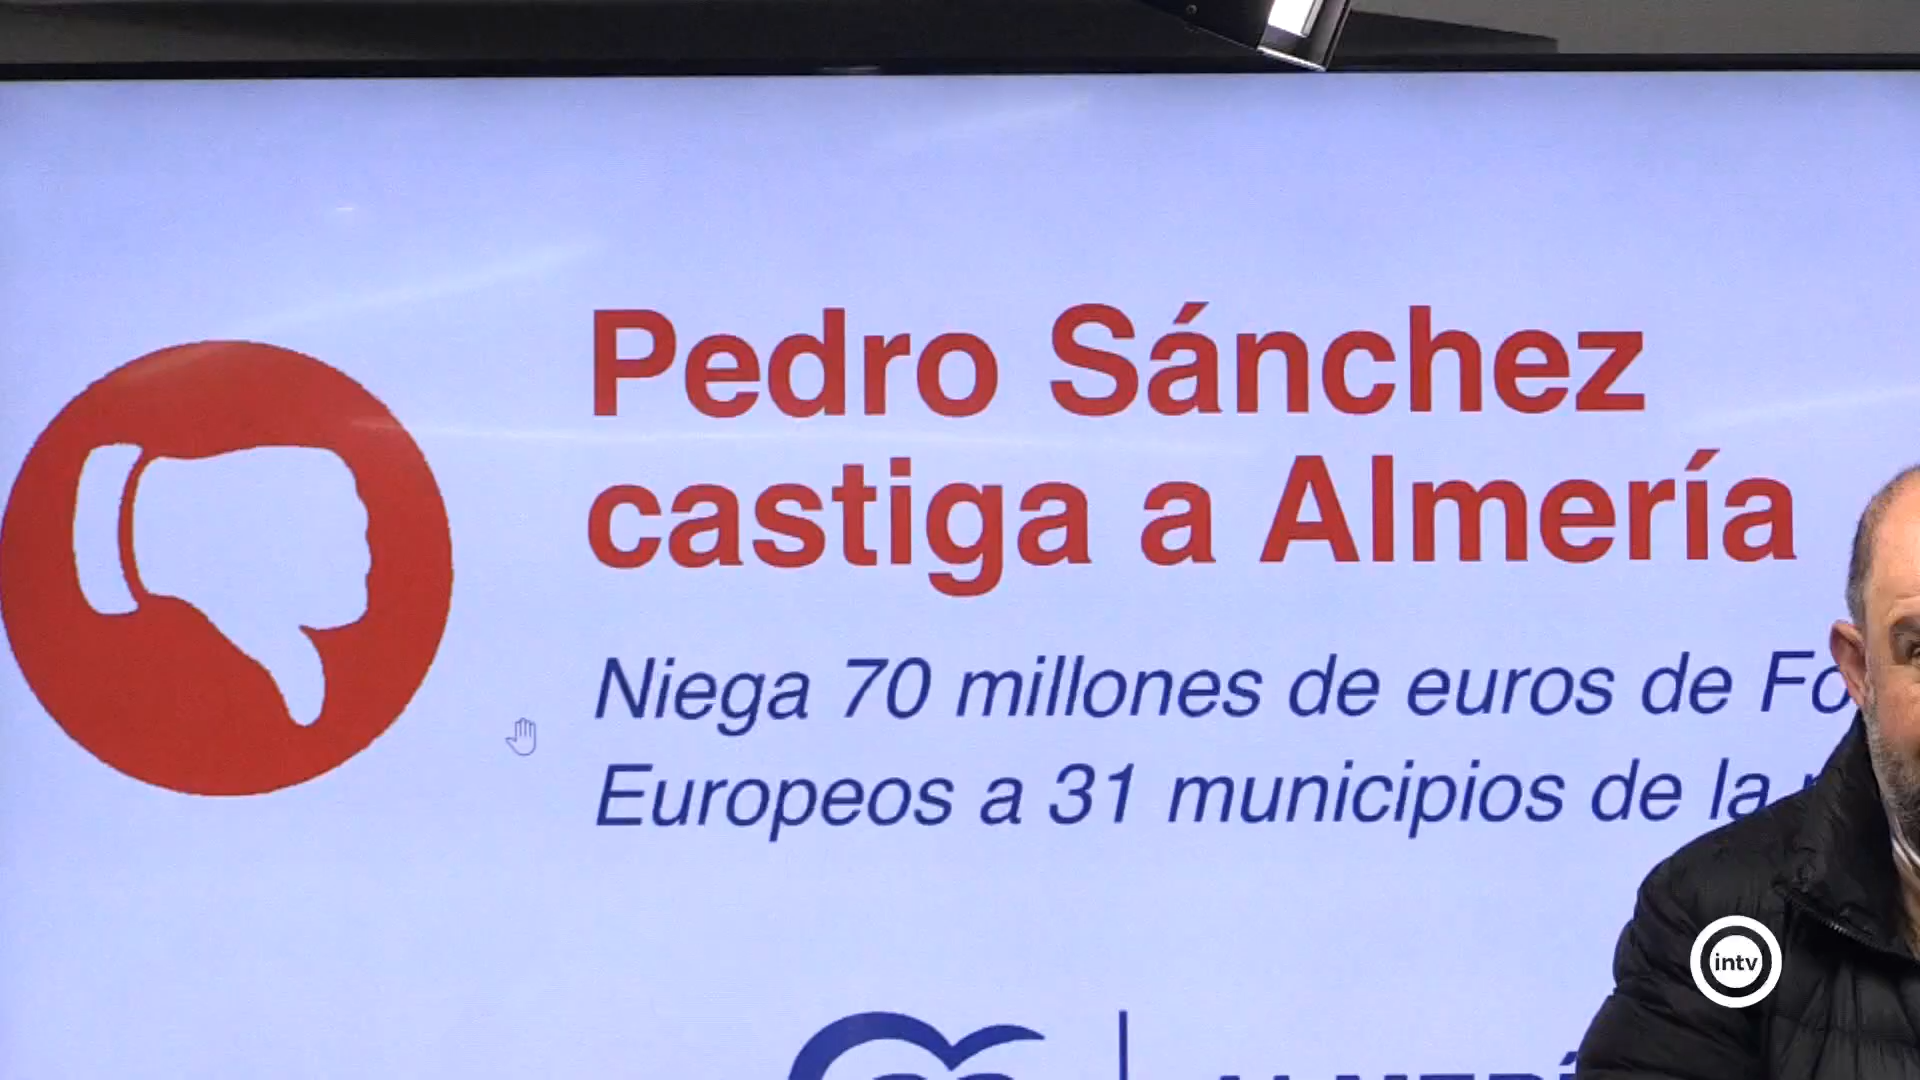 Pedro Sánchez
castiga a Almería
Niega 70 millones de euros de
Europeos a 31 municipios de la
intv